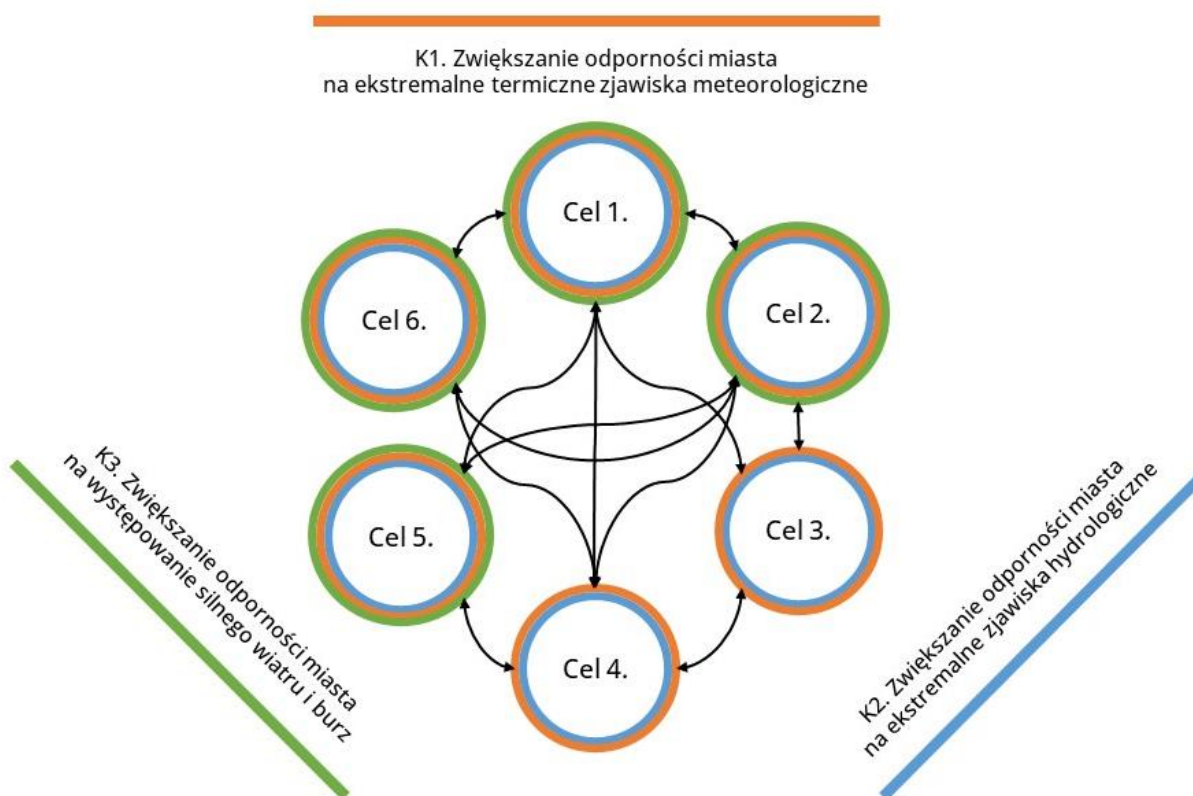 K1. Zwiększanie odporności miasta
na ekstremalne termiczne zjawiska meteorologiczne
Cel 1.
Cel 2.
Cel 6.
Cel 3.
Cel 5.
Cel 4.
K3. Zwiększanie odporności miasta
na występowanie silnego wiatru i burz
K2. Zwiększanie odporności miasta
na ekstremalne zjawiska hydrologiczne